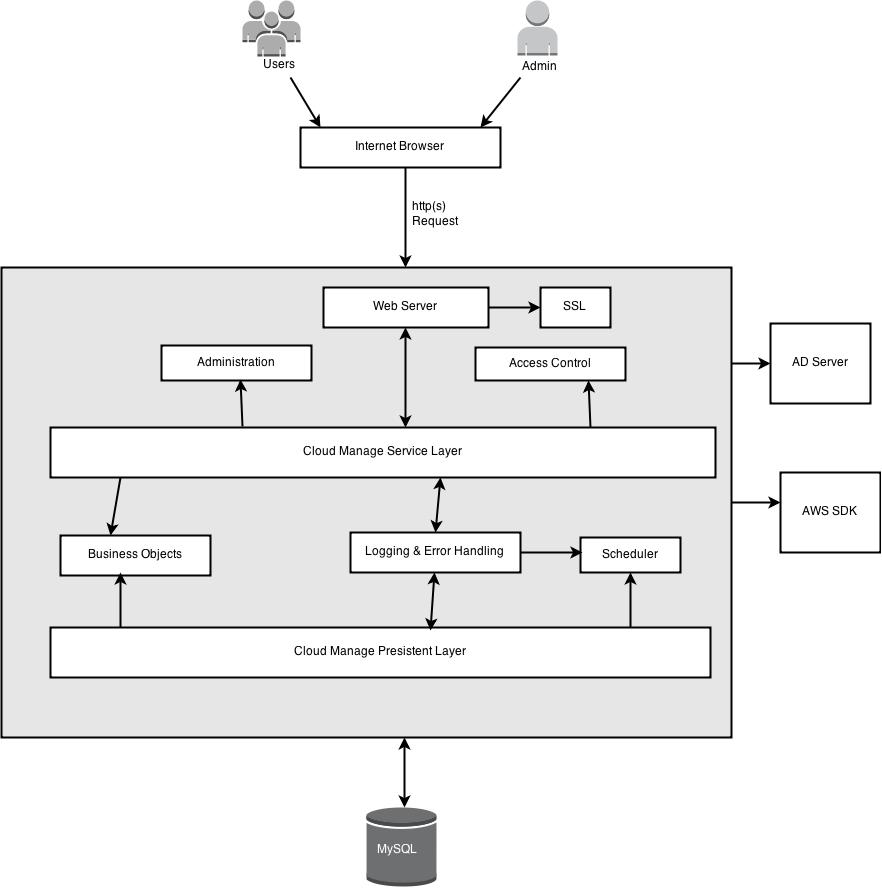 Users
Admin
Internet Browser
http(s)
Request
Web Server
SSL
Administration
Access Control
AD Server
Cloud Manage Service Layer
AWS SDK
Business Objects
Logging & Error Handling
Scheduler
Cloud Manage Presistent Layer
MySQL